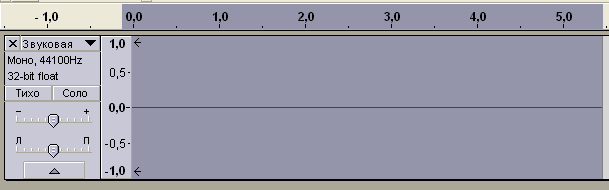 - 1,0 0,0 1,0 2,0 3,0 4,0 5,0
× Звуковая
Моно, 44100Hz
32-bit float
Тихо Соло
- +
Л П
1,0
0,5-
0,0-
-0,5-
-1,0